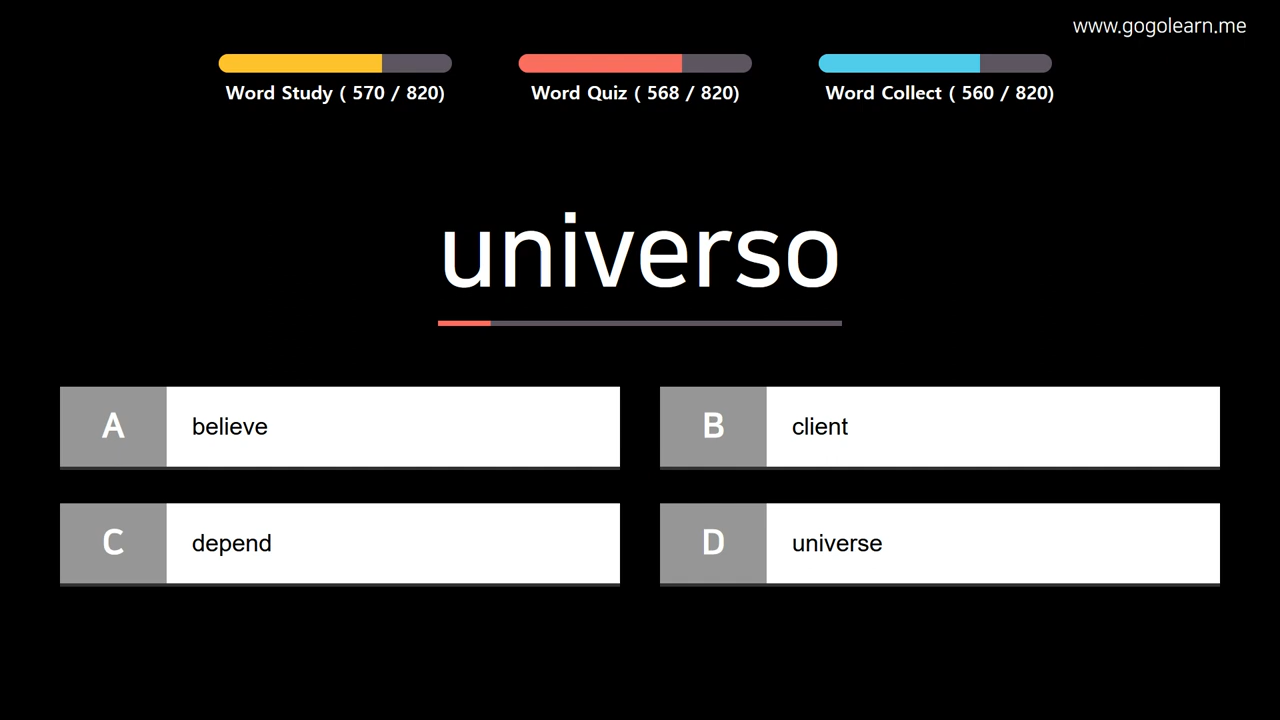 www.gogolearn.me
Word Study ( 570 / 820)
Word Quiz ( 568 / 820)
Word Collect ( 560 / 820)
universo
A believe
B client
C depend
D universe